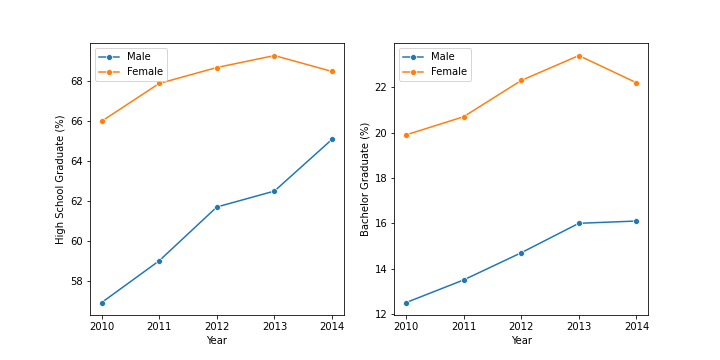 Male
Female
High School Graduate (%)
68
66
64
62
60
58
2010 2011 2012 2013 2014
Year
Male
Female
Bachelor Graduate (%)
22
20
18
16
14
12
2010 2011 2012 2013 2014
Year